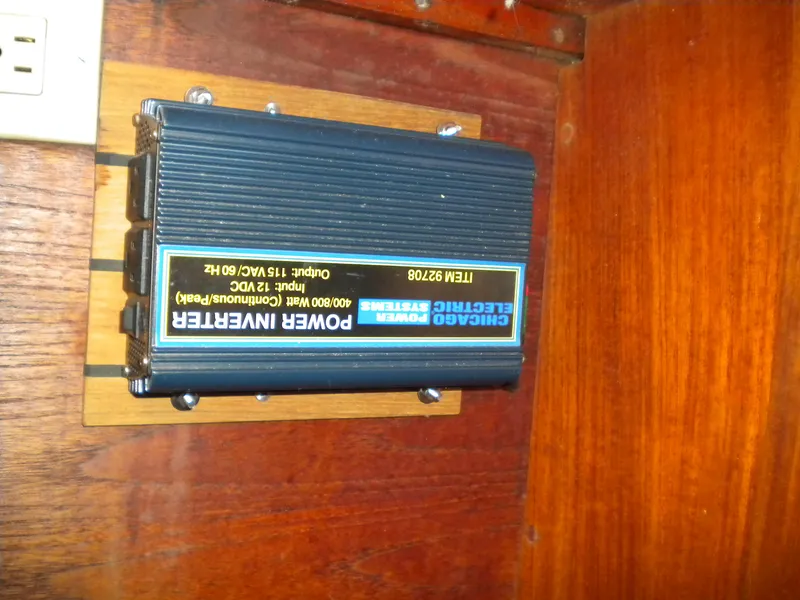 CHICAGO
ELECTRIC
POWER
SYSTEMS
POWER INVERTER
400/800 Watt (Continuous/Peak)
Input: 12 VDC
Output: 115 VAC/60 Hz
ITEM 92708